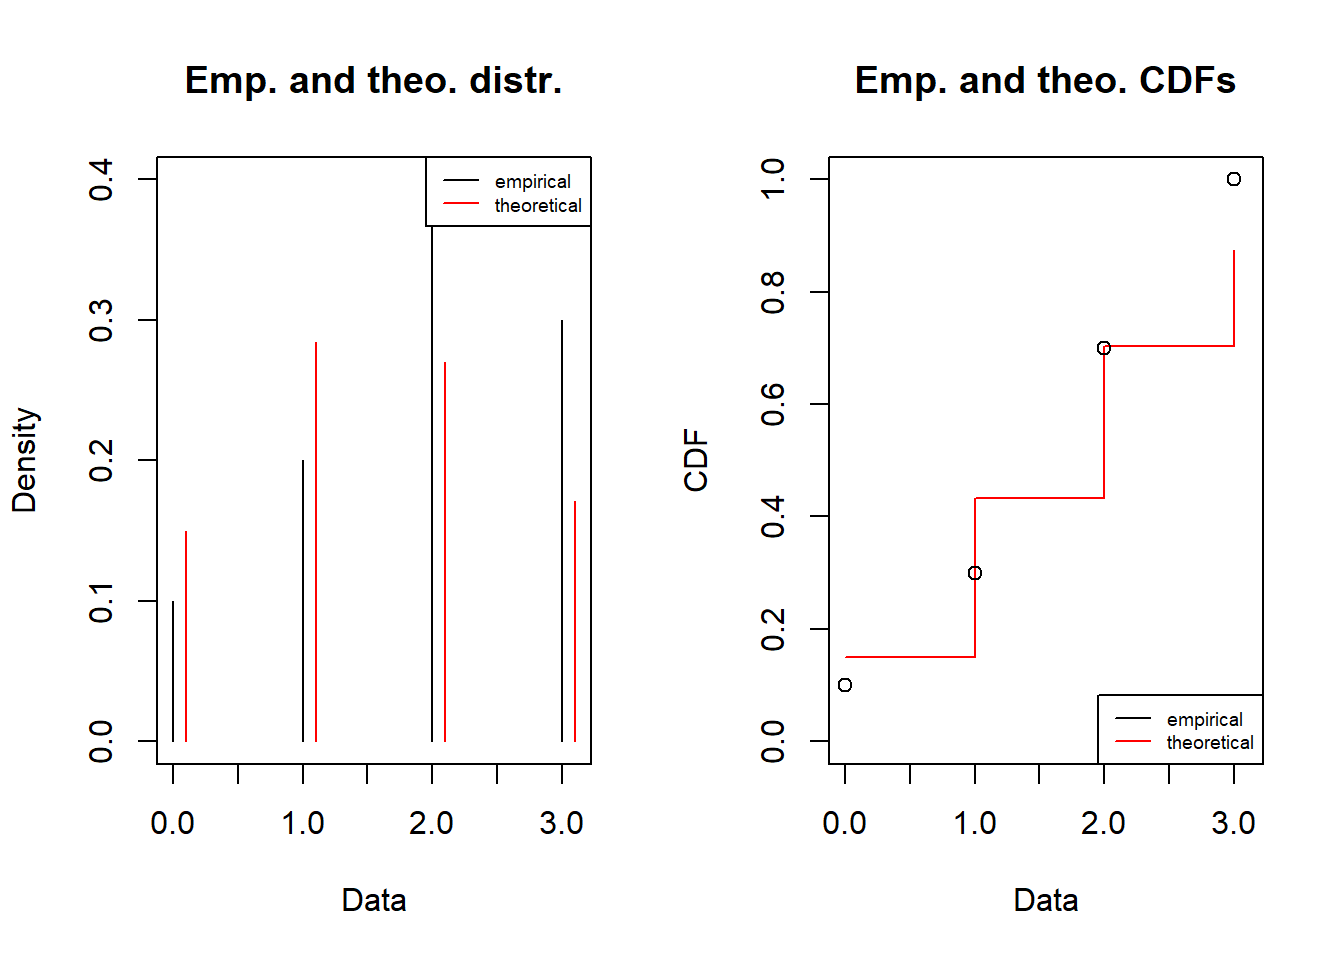 Emp. and theo. distr.
0.4
0.3
0.2
0.1
0.0
Density
empirical
theoretical
0.0 1.0 2.0 3.0
Data
Emp. and theo. CDFs
1.0
0.8
0.6
0.4
0.2
0.0
CDF
empirical
theoretical
0.0 1.0 2.0 3.0
Data